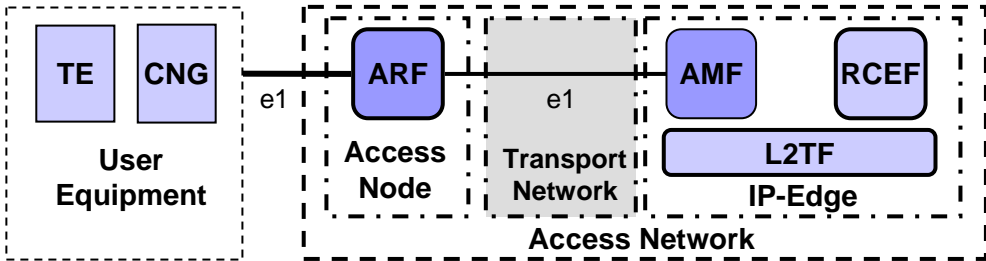 TE
CNG
e1
User
Equipment
ARF
Access
Node
e1
Transport
Network
AMF
RCEF
L2TF
IP-Edge
Access Network